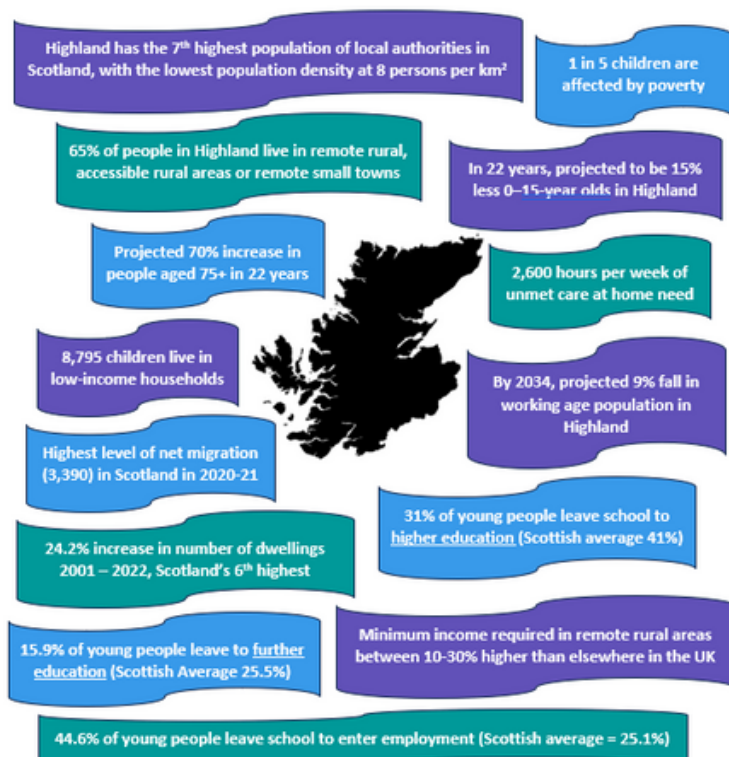 Highland has the 7th highest population of local authorities in
Scotland, with the lowest population density at 8 persons per km²
1 in 5 children are
affected by poverty
65% of people in Highland live in remote rural,
accessible rural areas or remote small towns
In 22 years, projected to be 15%
less 0–15-year olds in Highland
Projected 70% increase in
people aged 75+ in 22 years
2,600 hours per week of
unmet care at home need
8,795 children live in
low-income households
By 2034, projected 9% fall in
working age population in
Highland
Highest level of net migration
(3,390) in Scotland in 2020-21
31% of young people leave school to
higher education (Scottish average 41%)
24.2% increase in number of dwellings
2001 – 2022, Scotland's 6th highest
15.9% of young people leave to further
education (Scottish Average 25.5%)
Minimum income required in remote rural areas
between 10-30% higher than elsewhere in the UK
44.6% of young people leave school to enter employment (Scottish average = 25.1%)